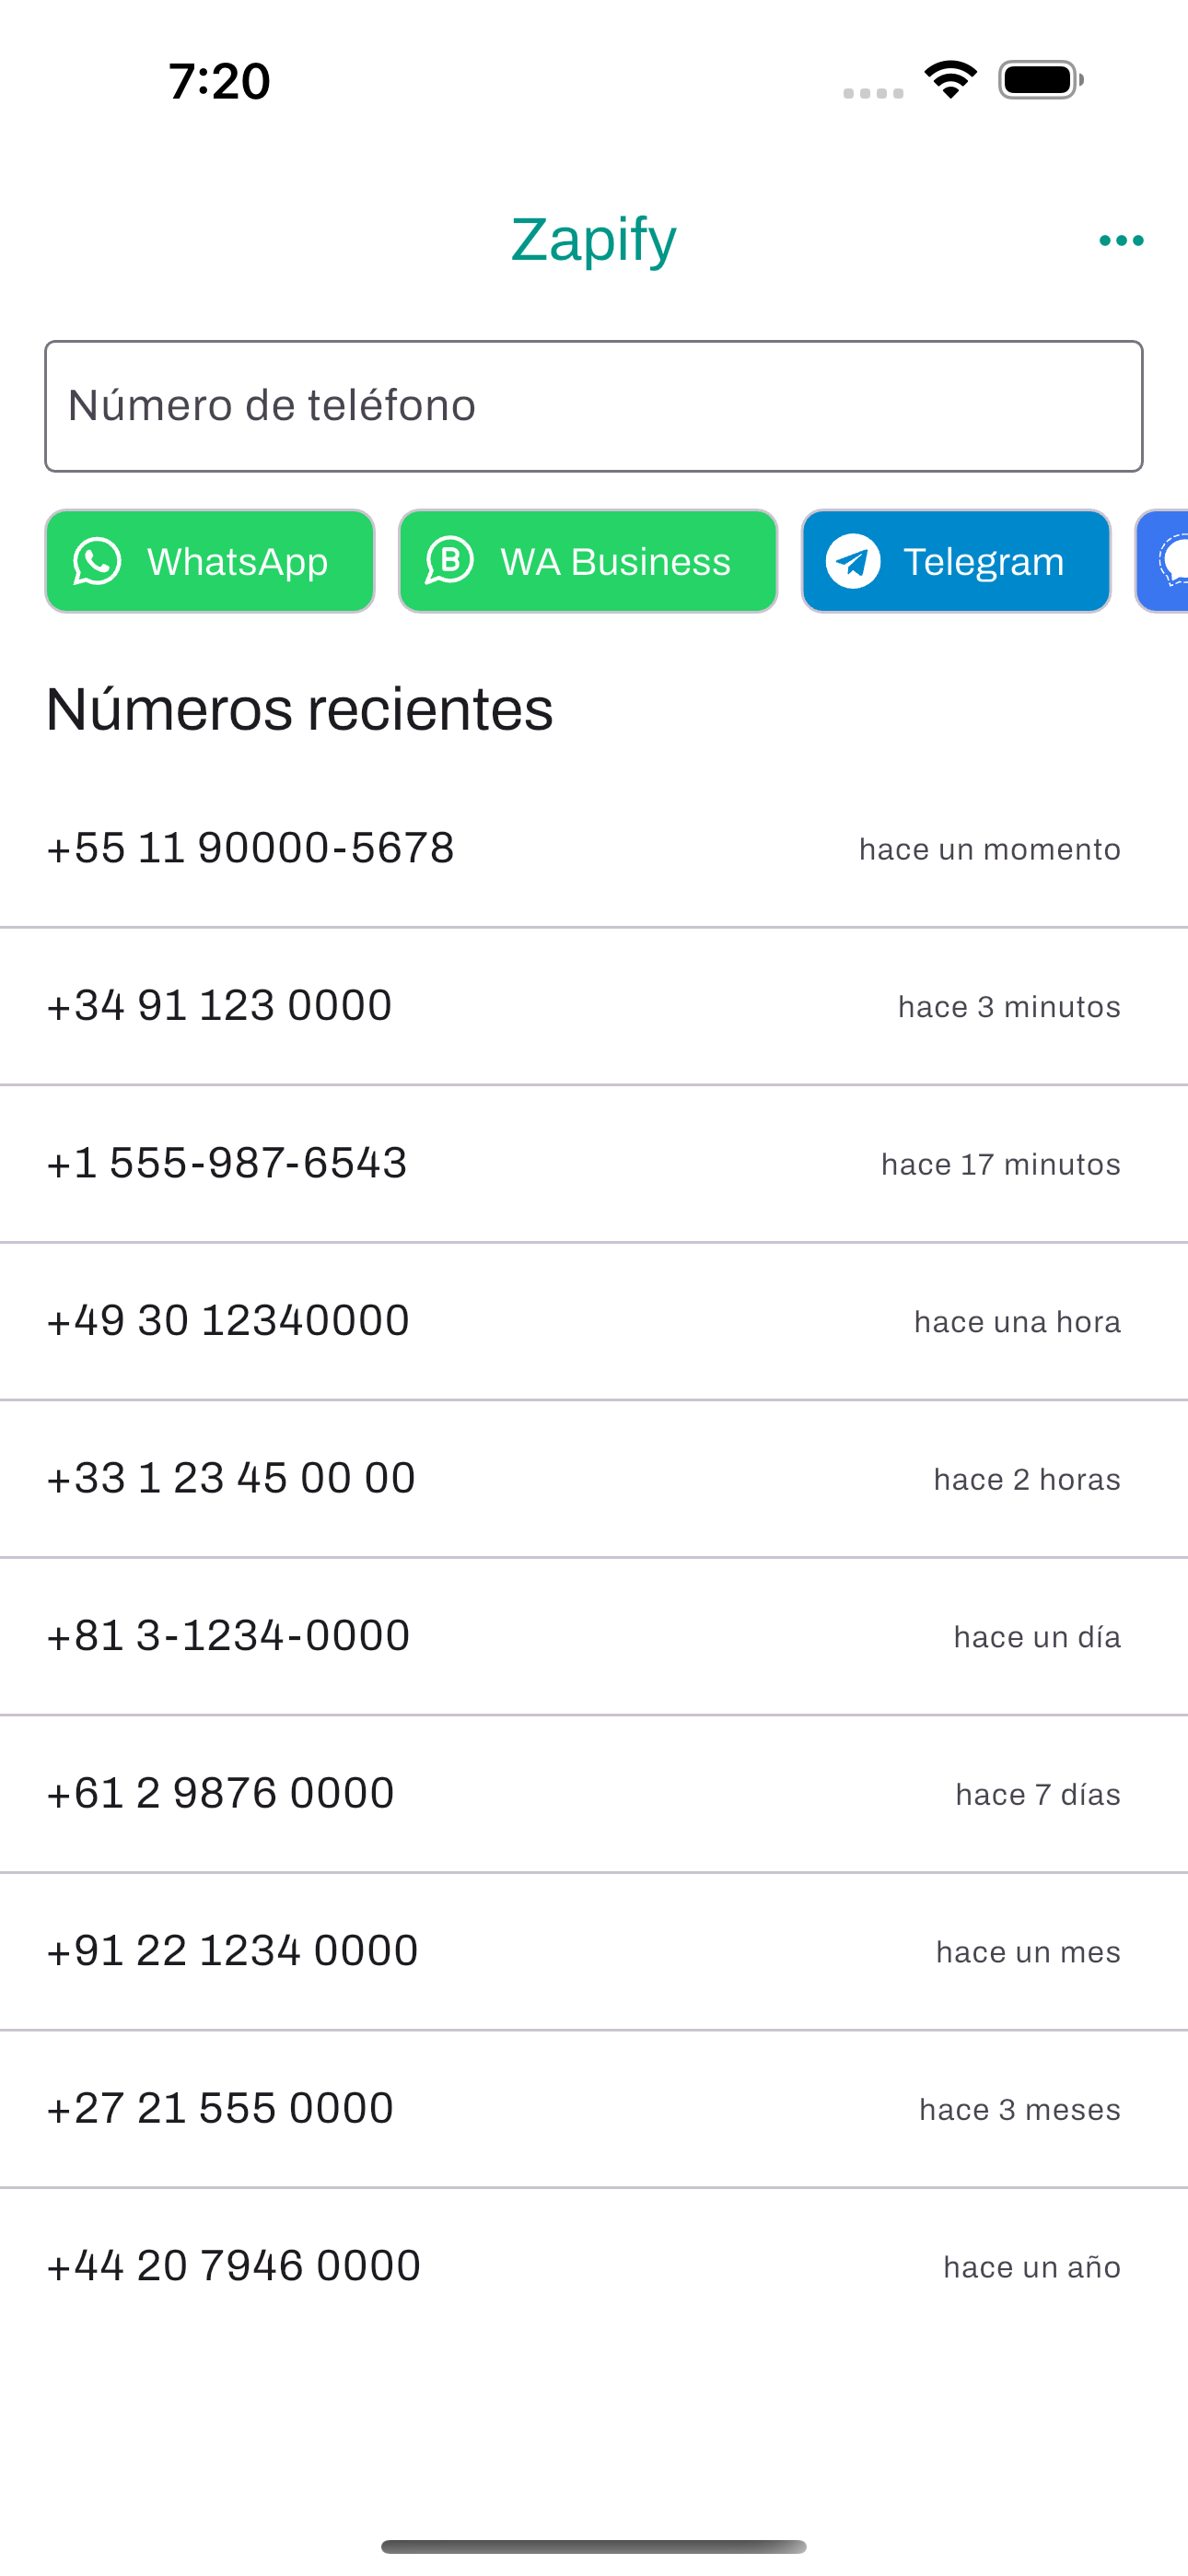 7:20
Zapify
Número de teléfono
WhatsApp
WA Business
Telegram
Números recientes
+55 11 90000-5678 hace un momento
+34 91 123 0000 hace 3 minutos
+1 555-987-6543 hace 17 minutos
+49 30 12340000 hace una hora
+33 1 23 45 00 00 hace 2 horas
+81 3-1234-0000 hace un día
+61 2 9876 0000 hace 7 días
+91 22 1234 0000 hace un mes
+27 21 555 0000 hace 3 meses
+44 20 7946 0000 hace un año